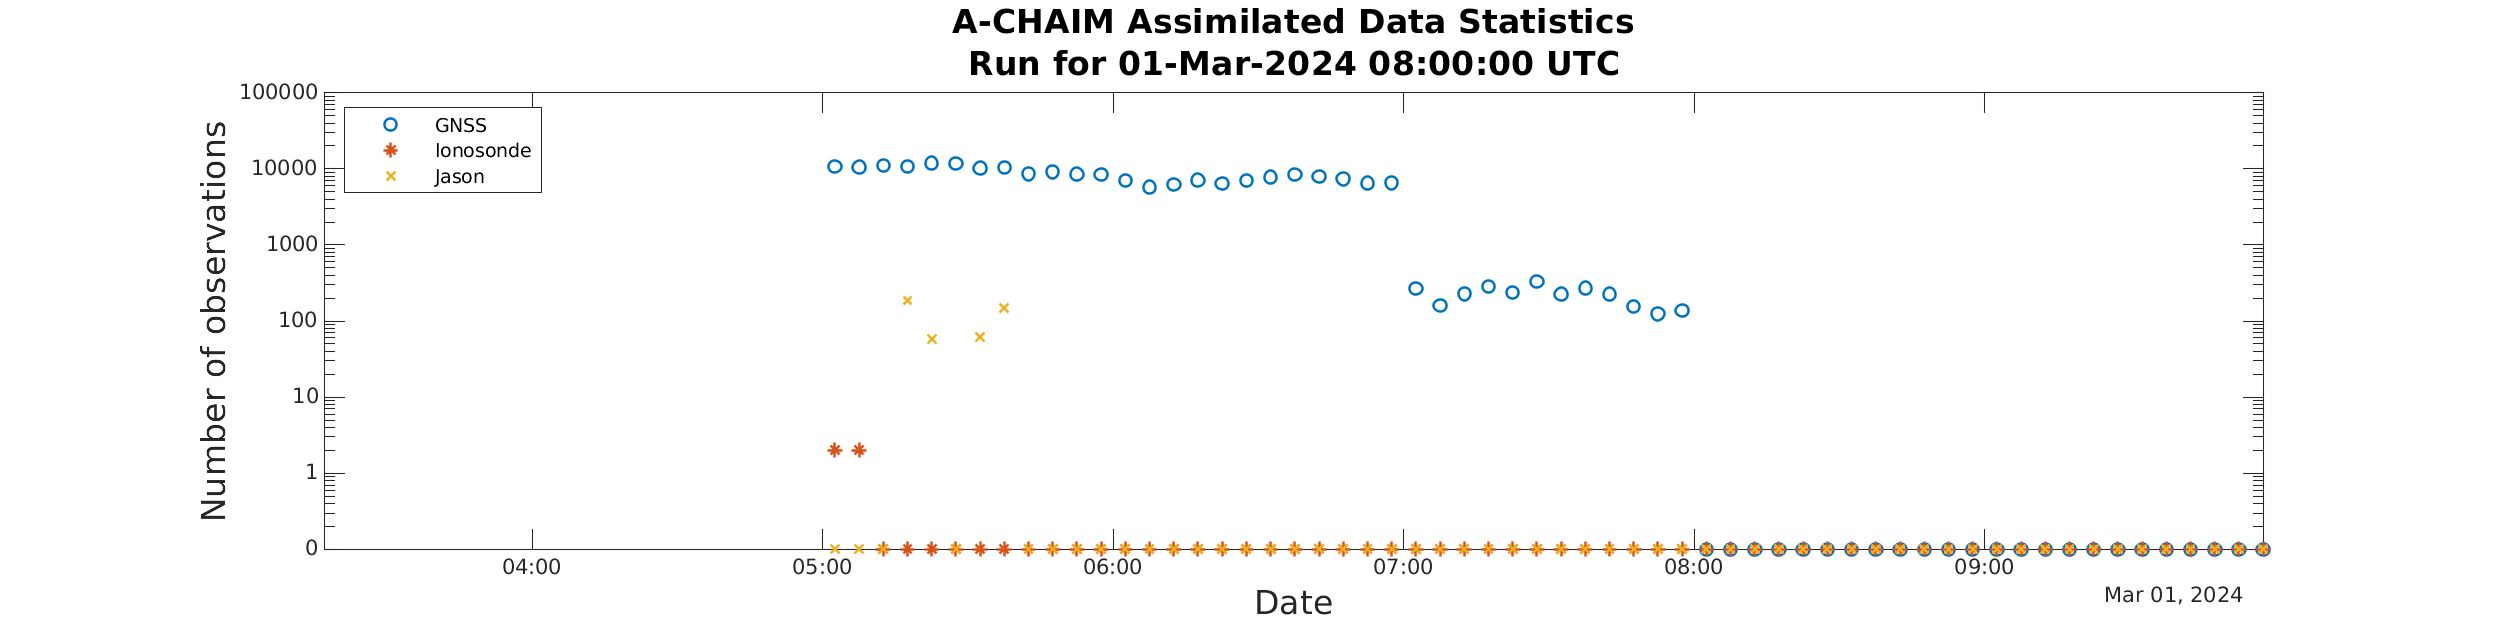 A-CHAIM Assimilated Data Statistics
Run for 01-Mar-2024 08:00:00 UTC
Number of observations
100000
10000
1000
100
10
1
0
GNSS
Ionosonde
Jason
04:00
05:00
06:00
07:00
08:00
09:00
Date
Mar 01, 2024